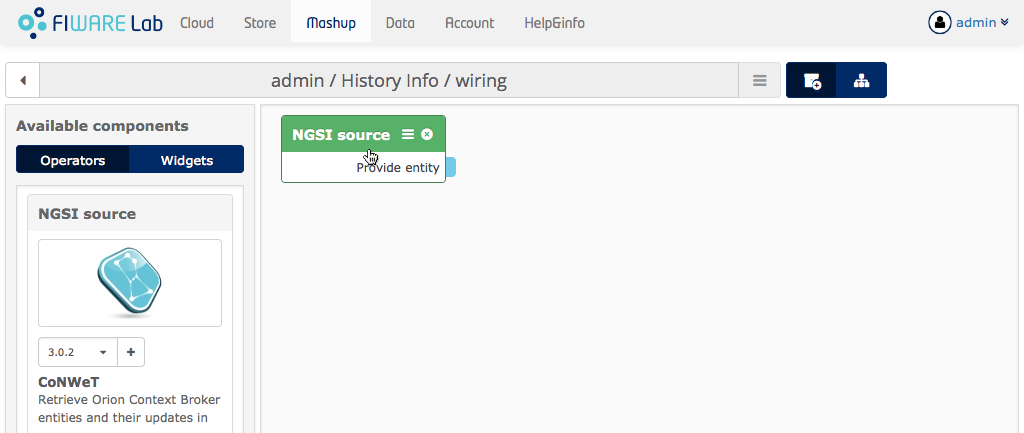 FIWARE Lab Cloud Store Mashup Data Account Help&info admin
admin / History Info / wiring
Available components
Operators Widgets
NGSI source
3.0.2
CoNWeT
Retrieve Orion Context Broker
entities and their updates in
NGSI source
Provide entity